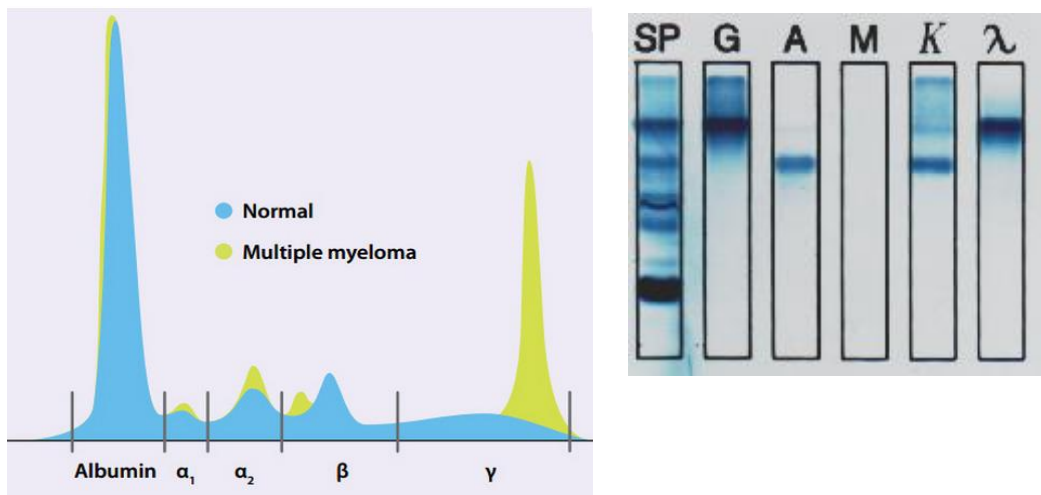 Normal
Multiple myeloma
Albumin α1 α2 β γ
SP G A M K λ